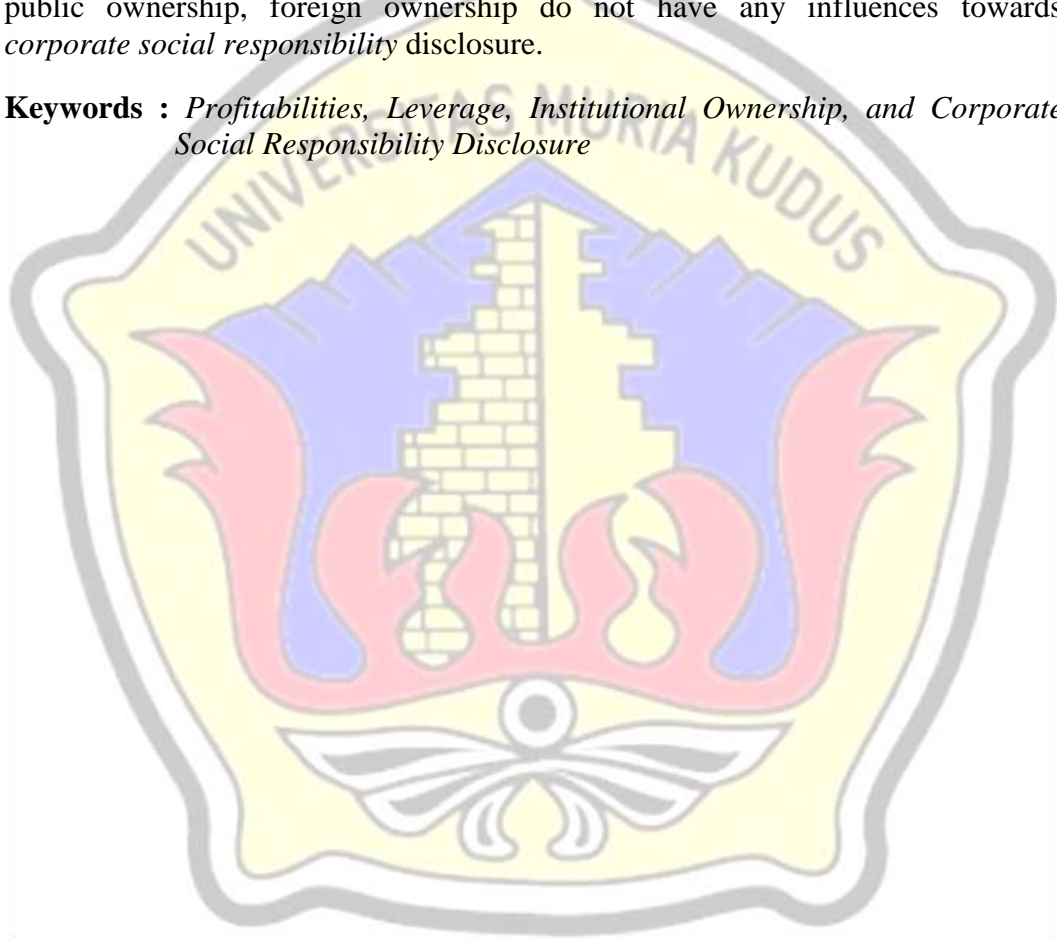 public ownership, foreign ownership do not have any influences towards
corporate social responsibility disclosure.
Keywords : Profitabilities, Leverage, Institutional Ownership, and Corporate
Social Responsibility Disclosure
UNIVERSITAS MURIA KUDUS